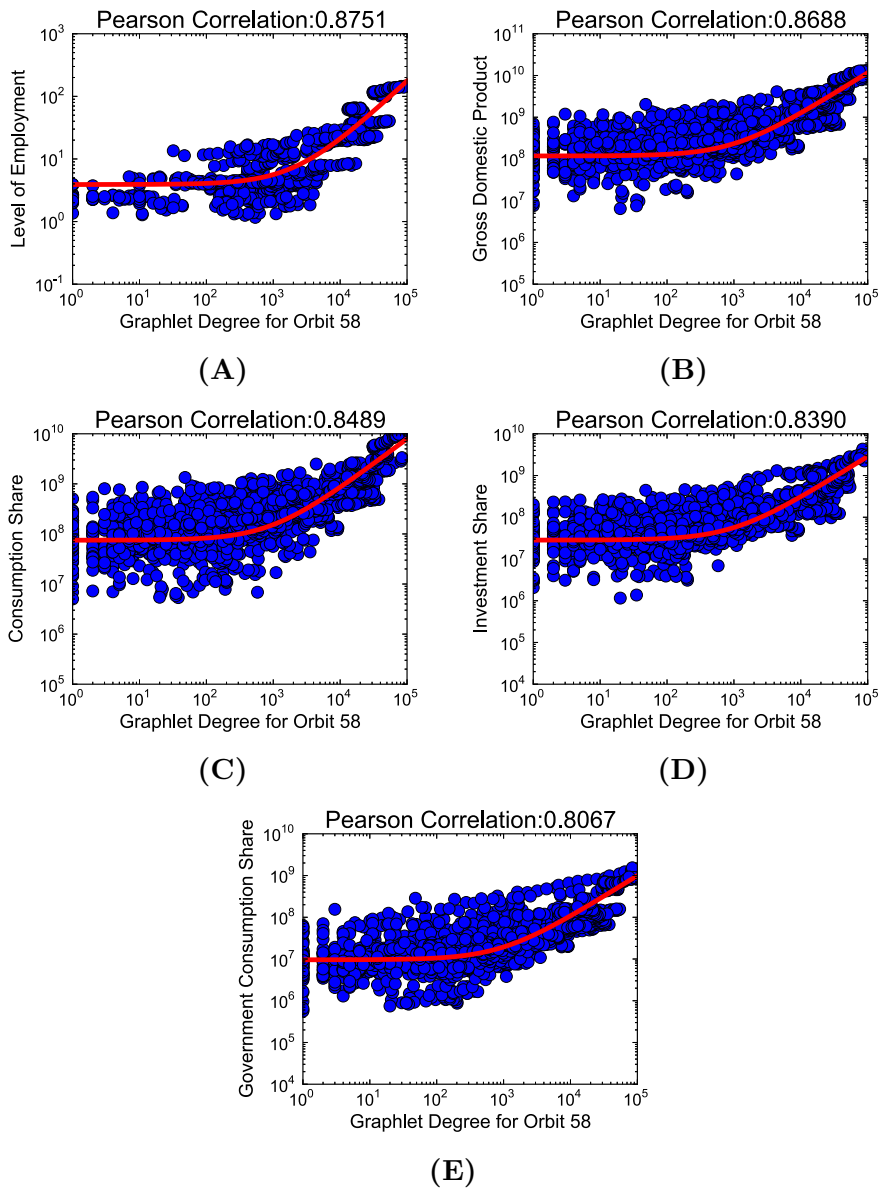 Pearson Correlation:0.8751
Level of Employment
10^3
10^2
10^1
10^0
10^-1
10^0 10^1 10^2 10^3 10^4 10^5
Graphlet Degree for Orbit 58
(A)
Pearson Correlation:0.8688
Gross Domestic Product
10^11
10^10
10^9
10^8
10^7
10^6
10^5
10^0 10^1 10^2 10^3 10^4 10^5
Graphlet Degree for Orbit 58
(B)
Pearson Correlation:0.8489
Consumption Share
10^10
10^9
10^8
10^7
10^6
10^5
10^0 10^1 10^2 10^3 10^4 10^5
Graphlet Degree for Orbit 58
(C)
Pearson Correlation:0.8390
Investment Share
10^10
10^9
10^8
10^7
10^6
10^5
10^4
10^0 10^1 10^2 10^3 10^4 10^5
Graphlet Degree for Orbit 58
(D)
Pearson Correlation:0.8067
Government Consumption Share
10^10
10^9
10^8
10^7
10^6
10^5
10^4
10^0 10^1 10^2 10^3 10^4 10^5
Graphlet Degree for Orbit 58
(E)